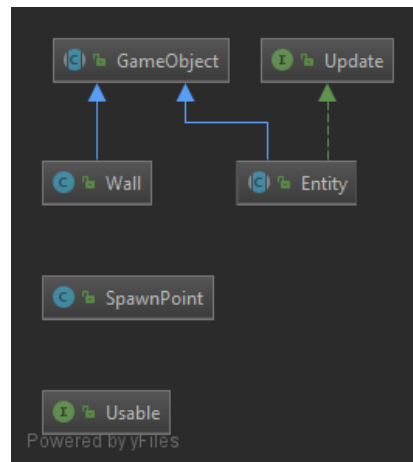 GameObject
Update
Wall
Entity
SpawnPoint
Usable
Powered by yFiles